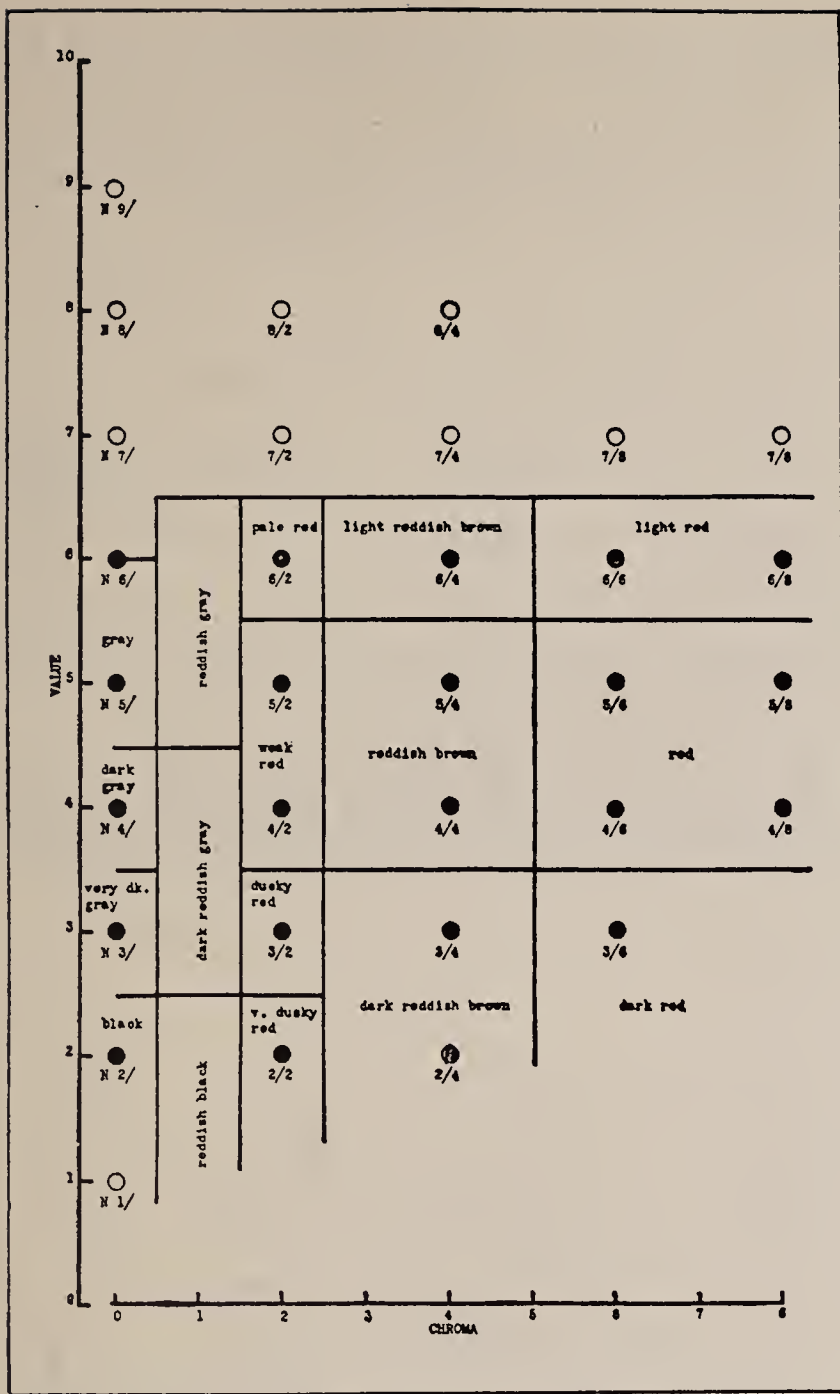 10
9
N 9/
8
N 8/ 8/2 8/4
7
N 7/ 7/2 7/4 7/8 7/8
pale red light reddish brown light red
6
N 6/ 6/2 6/4 6/6 6/8
reddish gray
gray
VALUE
5
N 5/ 5/2 5/4 5/6 5/8
weak
red
reddish brown
red
dark
gray
4
N 4/ 4/2 4/4 4/6 4/8
dark reddish gray
very dk.
gray
dusky
red
3
N 3/ 3/2 3/4 3/6
black
v. dusky
red
dark reddish brown
dark red
2
N 2/ 2/2 2/4
reddish black
1
N 1/
0
0 1 2 3 4 5 6 7 8
CHROMA